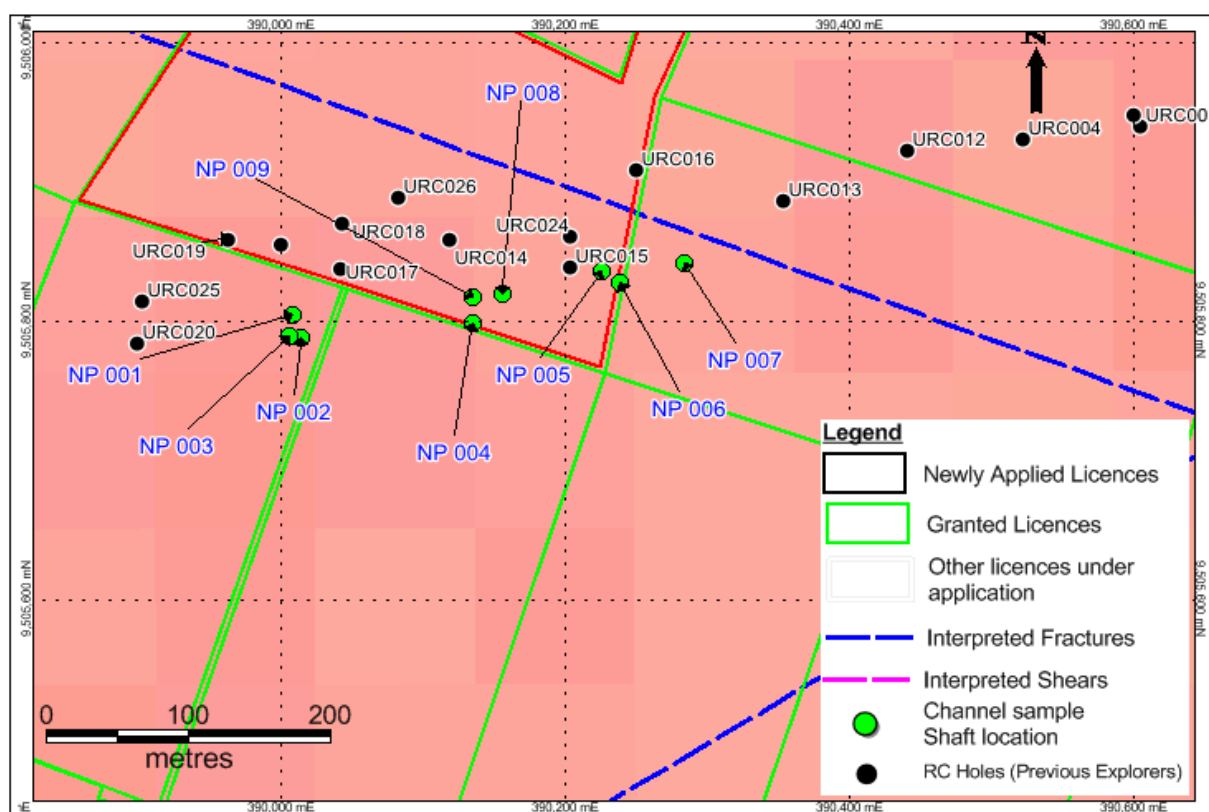 390,000 mE
390,200 mE
390,400 mE
390,600 mE
9,506,000 mN
N
NP 008
URC00
URC004
URC012
NP 009
URC016
URC026
URC013
URC018
URC024
URC019
URC014
URC015
URC017
URC025
9,505,800 mN
9,505,800 mN
URC020
NP 001
NP 005
NP 007
NP 002
NP 006
NP 003
NP 004
Legend
Newly Applied Licences
Granted Licences
Other licences under
application
Interpreted Fractures
Interpreted Shears
Channel sample
Shaft location
RC Holes (Previous Explorers)
9,505,600 mN
9,505,600 mN
0 100 200
metres
390,000 mE
390,200 mE
390,400 mE
390,600 mE